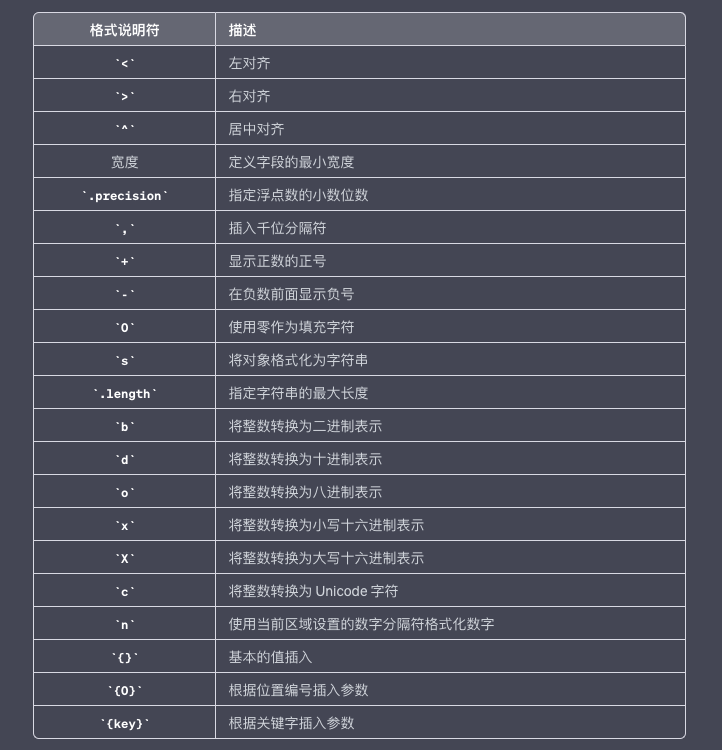 格式说明符 描述
`<` 左对齐
`>` 右对齐
`^` 居中对齐
宽度 定义字段的最小宽度
`.precision` 指定浮点数的小数位数
`,` 插入千位分隔符
`+` 显示正数的正号
`-` 在负数前面显示负号
`0` 使用零作为填充字符
`s` 将对象格式化为字符串
`.length` 指定字符串的最大长度
`b` 将整数转换为二进制表示
`d` 将整数转换为十进制表示
`o` 将整数转换为八进制表示
`x` 将整数转换为小写十六进制表示
`X` 将整数转换为大写十六进制表示
`c` 将整数转换为 Unicode 字符
`n` 使用当前区域设置的数字分隔符格式化数字
`{}` 基本的值插入
`{0}` 根据位置编号插入参数
`{key}` 根据关键字插入参数